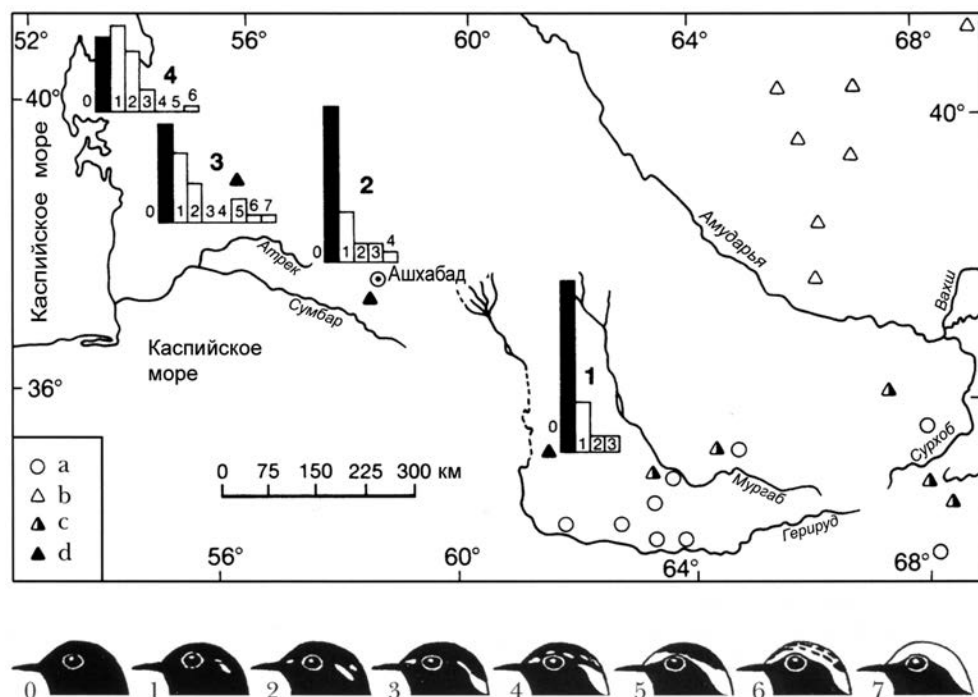 52° 56° 60° 64° 68°
40° 40°
4
0 1 2 3 4 5 6
3
0 1 2 3 4 5 6 7
2
0 1 2 3 4
Каспийское море
Атрек
Ашхабад
Сумбар
Амударья
Вахш
Каспийское
море
36°
1
0 1 2 3
Сурхоб
Мургаб
Герируд
0 75 150 225 300 км
a
b
c
d
56° 60° 64° 68°
0 1 2 3 4 5 6 7